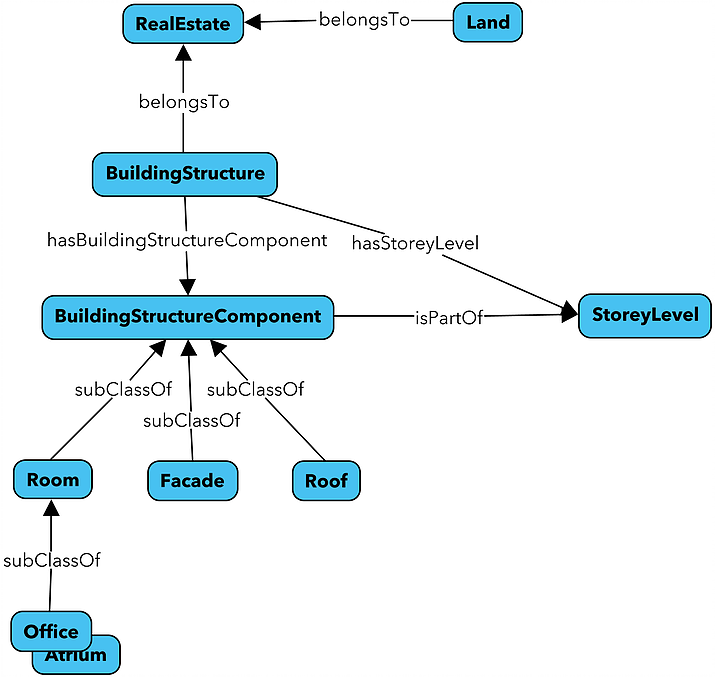 RealEstate
belongsTo
Land
belongsTo
BuildingStructure
hasBuildingStructureComponent
hasStoreyLevel
BuildingStructureComponent
isPartOf
StoreyLevel
subClassOf
subClassOf
subClassOf
Room
Facade
Roof
subClassOf
Office
Atrium